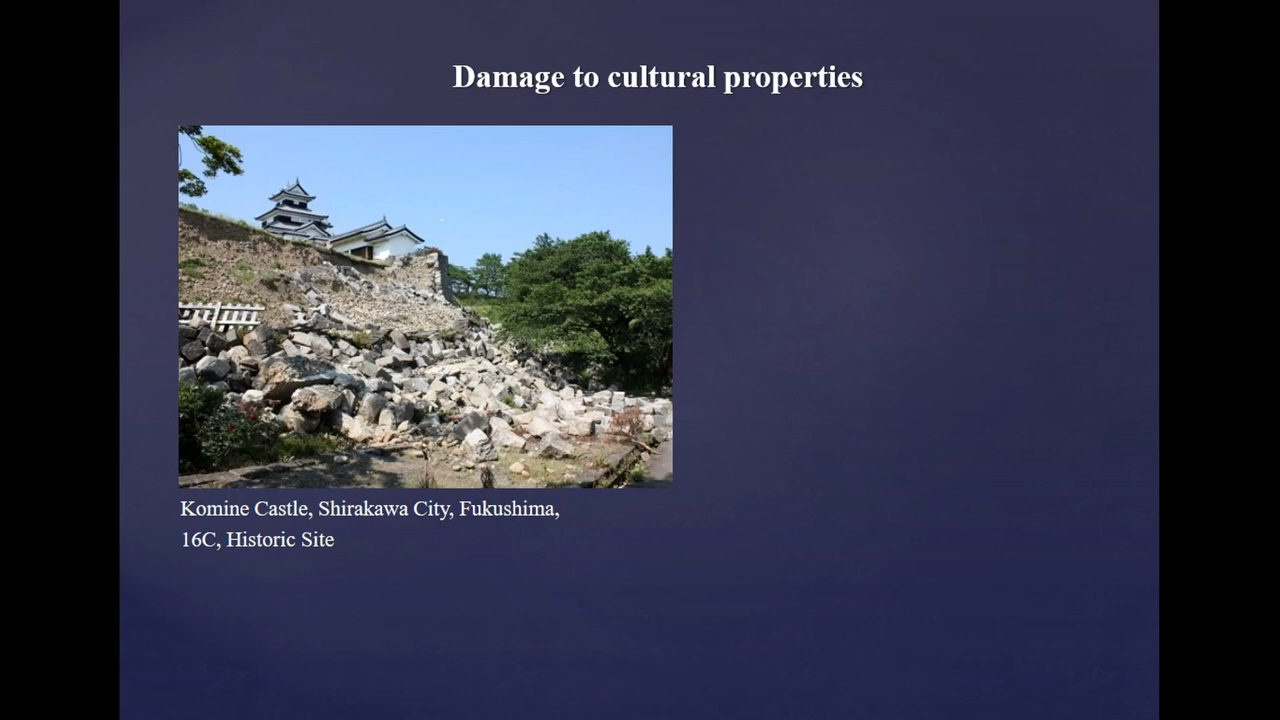 Damage to cultural properties
Komine Castle, Shirakawa City, Fukushima,
16C, Historic Site